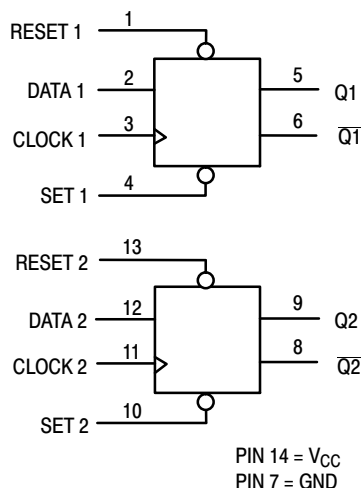 RESET 1 1
DATA 1 2 5 Q1
CLOCK 1 3 6 Q̅1̅
SET 1 4
RESET 2 13
DATA 2 12 9 Q2
CLOCK 2 11 8 Q̅2̅
SET 2 10
PIN 14 = VCC
PIN 7 = GND